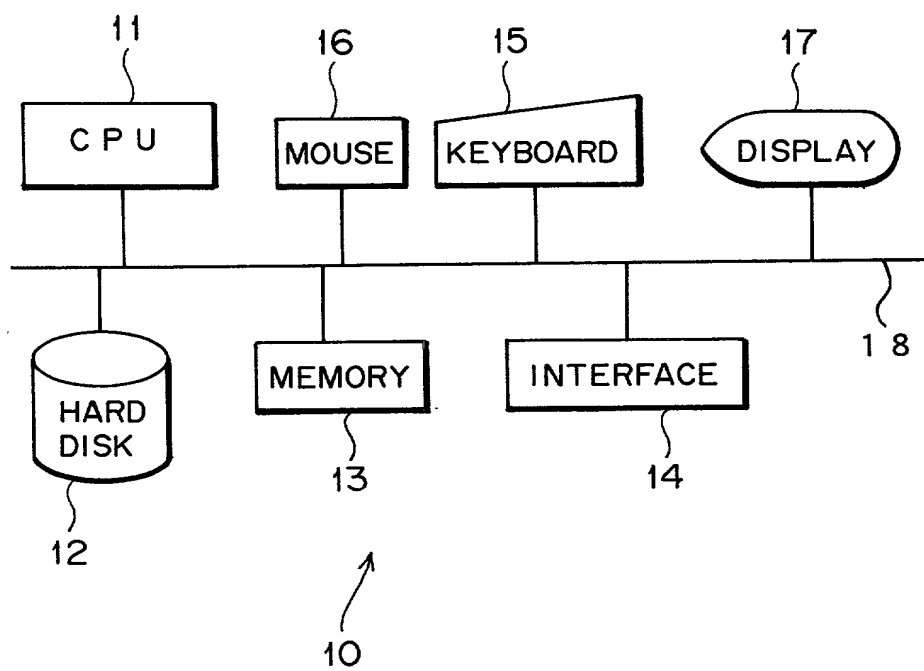 11
16
15
17
CPU
MOUSE
KEYBOARD
DISPLAY
18
HARD
DISK
MEMORY
INTERFACE
12
13
14
10